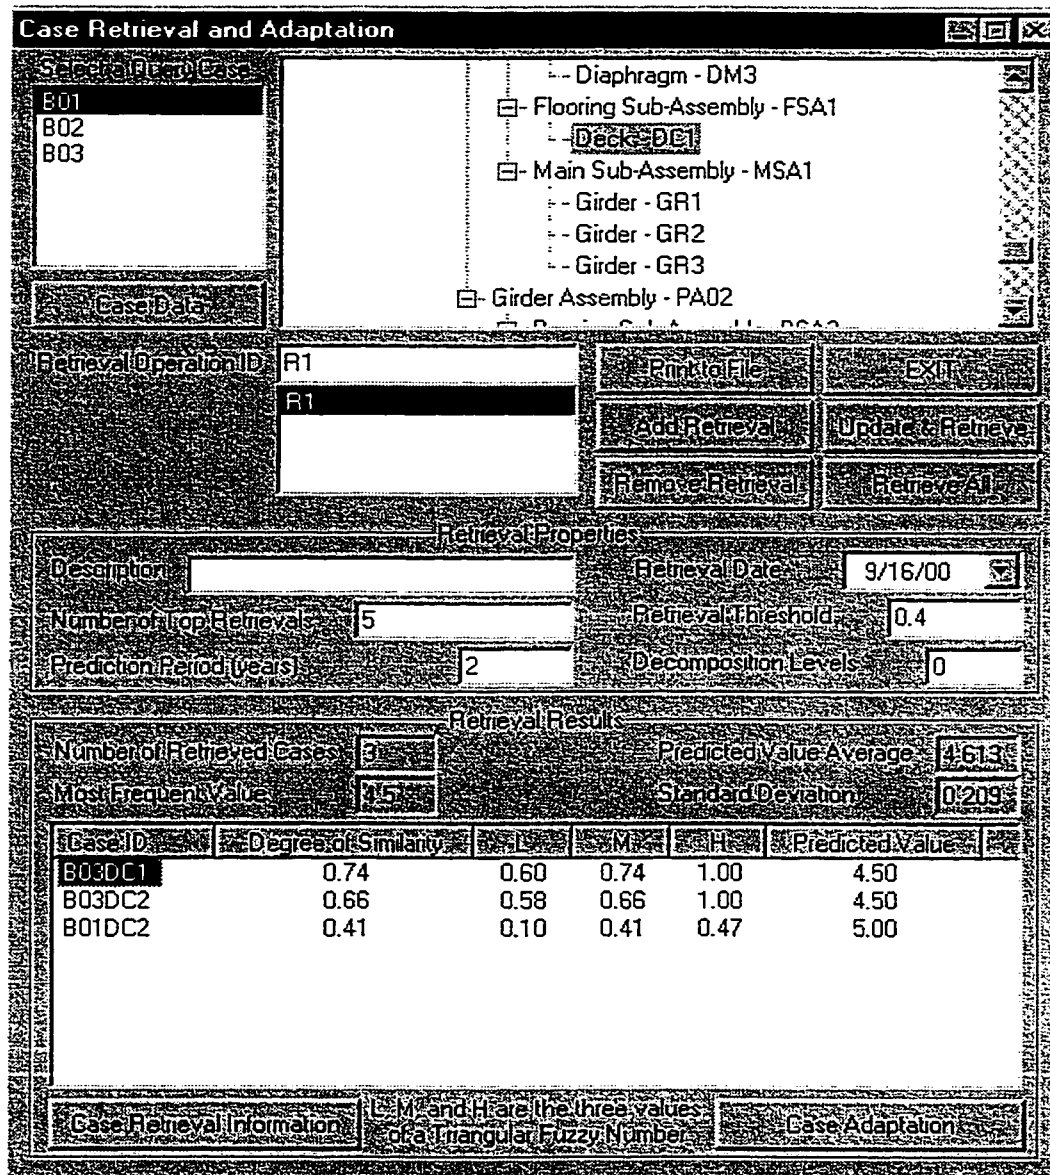 Case Retrieval and Adaptation
Select a Query Case
B01
B02
B03
Case Data
Diaphragm - DM3
Flooring Sub-Assembly - FSA1
Deck - DC1
Main Sub-Assembly - MSA1
Girder - GR1
Girder - GR2
Girder - GR3
Girder Assembly - PA02
Retrieval Operation ID
R1
R1
Print to File
EXIT
Add Retrieval
Update & Retrieve
Remove Retrieval
Retrieve All
Retrieval Properties
Description
Retrieval Date
9/16/00
Number of Top Retrievals
5
Retrieval Threshold
0.4
Prediction Period (years)
2
Decomposition Levels
0
Retrieval Results
Number of Retrieved Cases
3
Predicted Value Average
4.613
Most Frequent Value
4.5
Standard Deviation
0.209
Case ID Degree of Similarity L M H Predicted Value
B03DC1 0.74 0.60 0.74 1.00 4.50
B03DC2 0.66 0.58 0.66 1.00 4.50
B01DC2 0.41 0.10 0.41 0.47 5.00
Case Retrieval Information
L, M, and H are the three values
of a Triangular Fuzzy Number
Case Adaptation